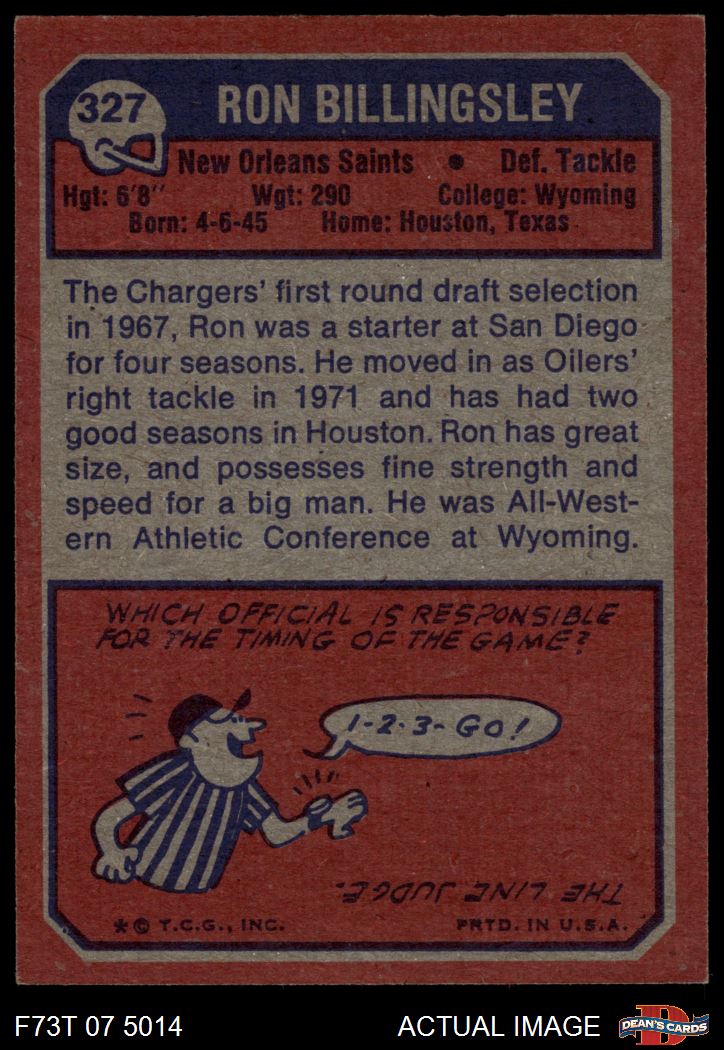 327
RON BILLINGSLEY
New Orleans Saints • Def. Tackle
Hgt: 6'8" Wgt: 290 College: Wyoming
Born: 4-6-45 Home: Houston, Texas
The Chargers' first round draft selection
in 1967, Ron was a starter at San Diego
for four seasons. He moved in as Oilers'
right tackle in 1971 and has had two
good seasons in Houston. Ron has great
size, and possesses fine strength and
speed for a big man. He was All-West-
ern Athletic Conference at Wyoming.
WHICH OFFICIAL IS RESPONSIBLE
FOR THE TIMING OF THE GAME?
1-2-3-GO!
THE LINE JUDGE.
* © T.C.G., INC. PRTD. IN U.S.A.
F73T 07 5014 ACTUAL IMAGE
D
DEAN'S CARDS